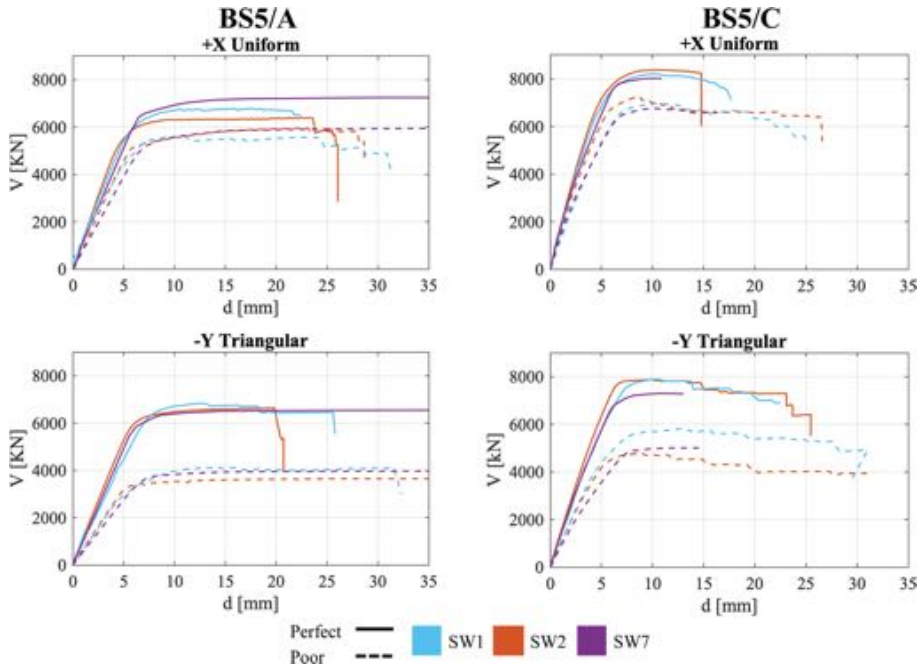 BS5/A
BS5/C
+X Uniform
+X Uniform
8000
6000
4000
2000
0
V [KN]
0 5 10 15 20 25 30 35
d [mm]
8000
6000
4000
2000
0
V [kN]
0 5 10 15 20 25 30 35
d [mm]
-Y Triangular
-Y Triangular
8000
6000
4000
2000
0
V [KN]
0 5 10 15 20 25 30 35
d [mm]
8000
6000
4000
2000
0
V [KN]
0 5 10 15 20 25 30 35
d [mm]
Perfect
Poor
SW1 SW2 SW7